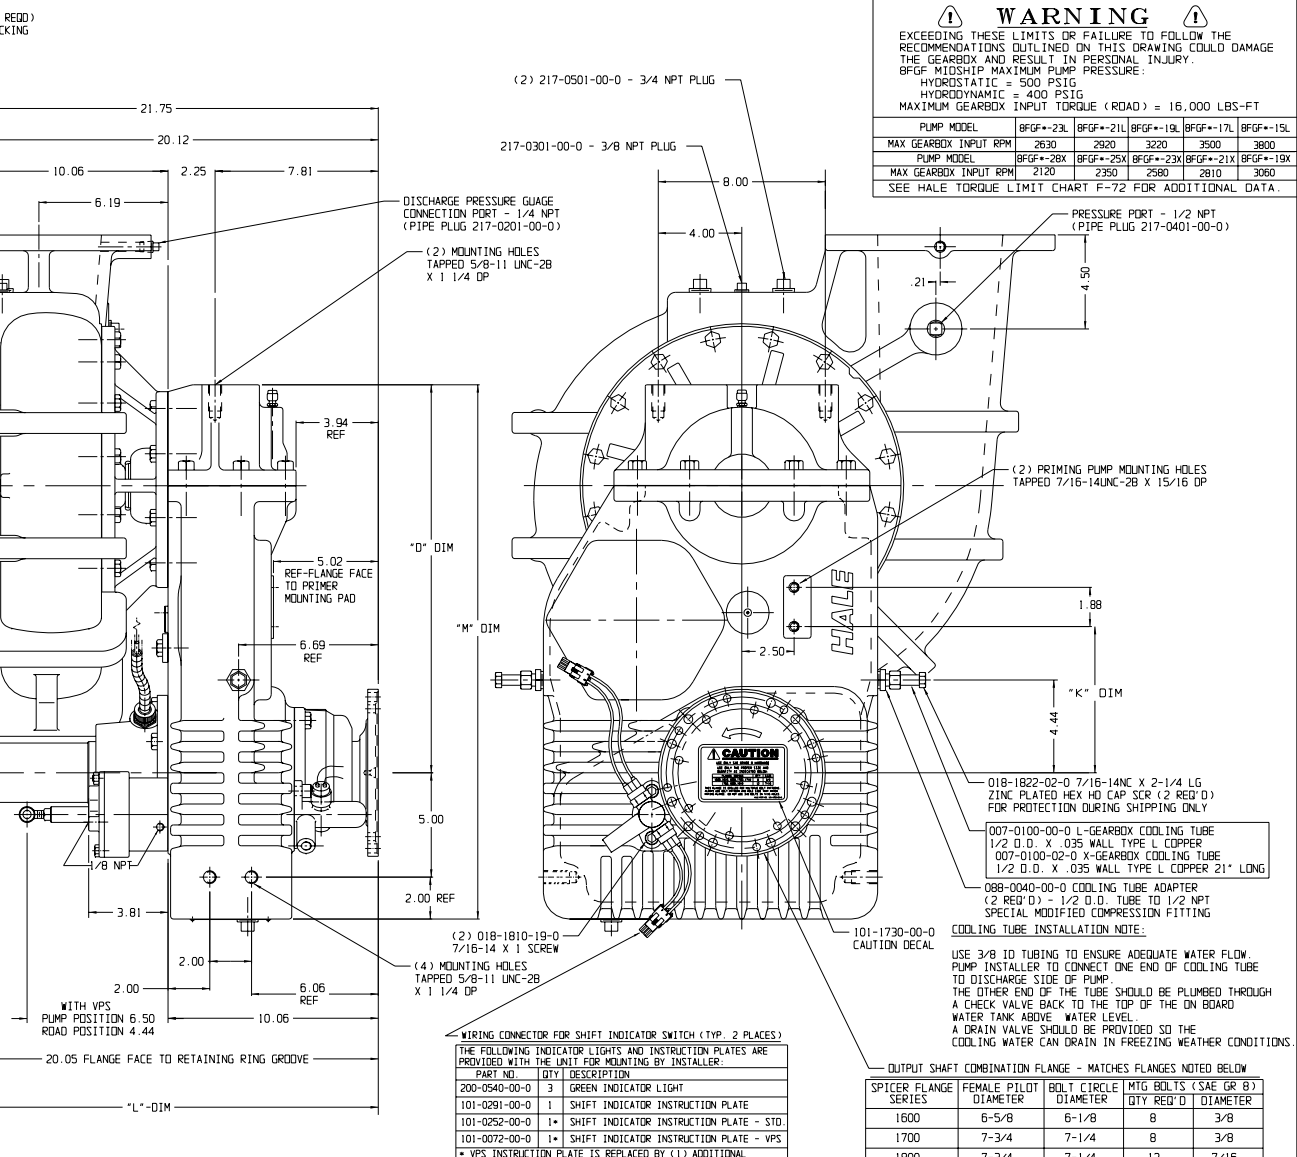 REQD)
CKING
WARNING
EXCEEDING THESE LIMITS OR FAILURE TO FOLLOW THE
RECOMMENDATIONS OUTLINED ON THIS DRAWING COULD DAMAGE
THE GEARBOX AND RESULT IN PERSONAL INJURY.
8FGF MIDSHIP MAXIMUM PUMP PRESSURE:
HYDROSTATIC = 500 PSIG
HYDRODYNAMIC = 400 PSIG
MAXIMUM GEARBOX INPUT TORQUE (ROAD) = 16,000 LBS-FT
PUMP MODEL 8FGF*-23L 8FGF*-21L 8FGF*-19L 8FGF*-17L 8FGF*-15L
MAX GEARBOX INPUT RPM 2630 2920 3220 3500 3800
PUMP MODEL 8FGF*-28X 8FGF*-25X 8FGF*-23X 8FGF*-21X 8FGF*-19X
MAX GEARBOX INPUT RPM 2120 2350 2580 2810 3060
SEE HALE TORQUE LIMIT CHART F-72 FOR ADDITIONAL DATA.
(2) 217-0501-00-0 - 3/4 NPT PLUG
217-0301-00-0 - 3/8 NPT PLUG
21.75
20.12
10.06
2.25
7.81
6.19
8.00
4.00
DISCHARGE PRESSURE GUAGE
CONNECTION PORT - 1/4 NPT
(PIPE PLUG 217-0201-00-0)
(2) MOUNTING HOLES
TAPPED 5/8-11 UNC-2B
X 1 1/4 DP
PRESSURE PORT - 1/2 NPT
(PIPE PLUG 217-0401-00-0)
.21
4.50
3.94
REF
(2) PRIMING PUMP MOUNTING HOLES
TAPPED 7/16-14UNC-2B X 15/16 DP
"D" DIM
5.02
REF-FLANGE FACE
TO PRIMER
MOUNTING PAD
"M" DIM
6.69
REF
HALE
2.50
1.88
"K" DIM
4.44
CAUTION
018-1822-02-0 7/16-14NC X 2-1/4 LG
ZINC PLATED HEX HD CAP SCR (2 REQ'D)
FOR PROTECTION DURING SHIPPING ONLY
007-0100-00-0 L-GEARBOX COOLING TUBE
1/2 O.D. X .035 WALL TYPE L COPPER
007-0100-02-0 X-GEARBOX COOLING TUBE
1/2 O.D. X .035 WALL TYPE L COPPER 21" LONG
088-0040-00-0 COOLING TUBE ADAPTER
(2 REQ'D) - 1/2 O.D. TUBE TO 1/2 NPT
SPECIAL MODIFIED COMPRESSION FITTING
5.00
2.00 REF
1/8 NPT
3.81
2.00
2.00
6.06
REF
10.06
WITH VPS
PUMP POSITION 6.50
ROAD POSITION 4.44
20.05 FLANGE FACE TO RETAINING RING GROOVE
"L"-DIM
(2) 018-1810-19-0
7/16-14 X 1 SCREW
(4) MOUNTING HOLES
TAPPED 5/8-11 UNC-2B
X 1 1/4 DP
101-1730-00-0
CAUTION DECAL
COOLING TUBE INSTALLATION NOTE:
USE 3/8 ID TUBING TO ENSURE ADEQUATE WATER FLOW.
PUMP INSTALLER TO CONNECT ONE END OF COOLING TUBE
TO DISCHARGE SIDE OF PUMP.
THE OTHER END OF THE TUBE SHOULD BE PLUMBED THROUGH
A CHECK VALVE BACK TO THE TOP OF THE ON BOARD
WATER TANK ABOVE WATER LEVEL.
A DRAIN VALVE SHOULD BE PROVIDED SO THE
COOLING WATER CAN DRAIN IN FREEZING WEATHER CONDITIONS.
WIRING CONNECTOR FOR SHIFT INDICATOR SWITCH (TYP. 2 PLACES)
THE FOLLOWING INDICATOR LIGHTS AND INSTRUCTION PLATES ARE
PROVIDED WITH THE UNIT FOR MOUNTING BY INSTALLER:
PART NO. QTY DESCRIPTION
200-0540-00-0 3 GREEN INDICATOR LIGHT
101-0291-00-0 1 SHIFT INDICATOR INSTRUCTION PLATE
101-0252-00-0 1* SHIFT INDICATOR INSTRUCTION PLATE - STD.
101-0072-00-0 1* SHIFT INDICATOR INSTRUCTION PLATE - VPS
* VPS INSTRUCTION PLATE IS REPLACED BY (1) ADDITIONAL
OUTPUT SHAFT COMBINATION FLANGE - MATCHES FLANGES NOTED BELOW
SPICER FLANGE SERIES FEMALE PILOT DIAMETER BOLT CIRCLE DIAMETER MTG BOLTS (SAE GR 8)
QTY REQ'D DIAMETER
1600 6-5/8 6-1/8 8 3/8
1700 7-3/4 7-1/4 8 3/8
1800 7-3/4 7-1/4 12 7/16